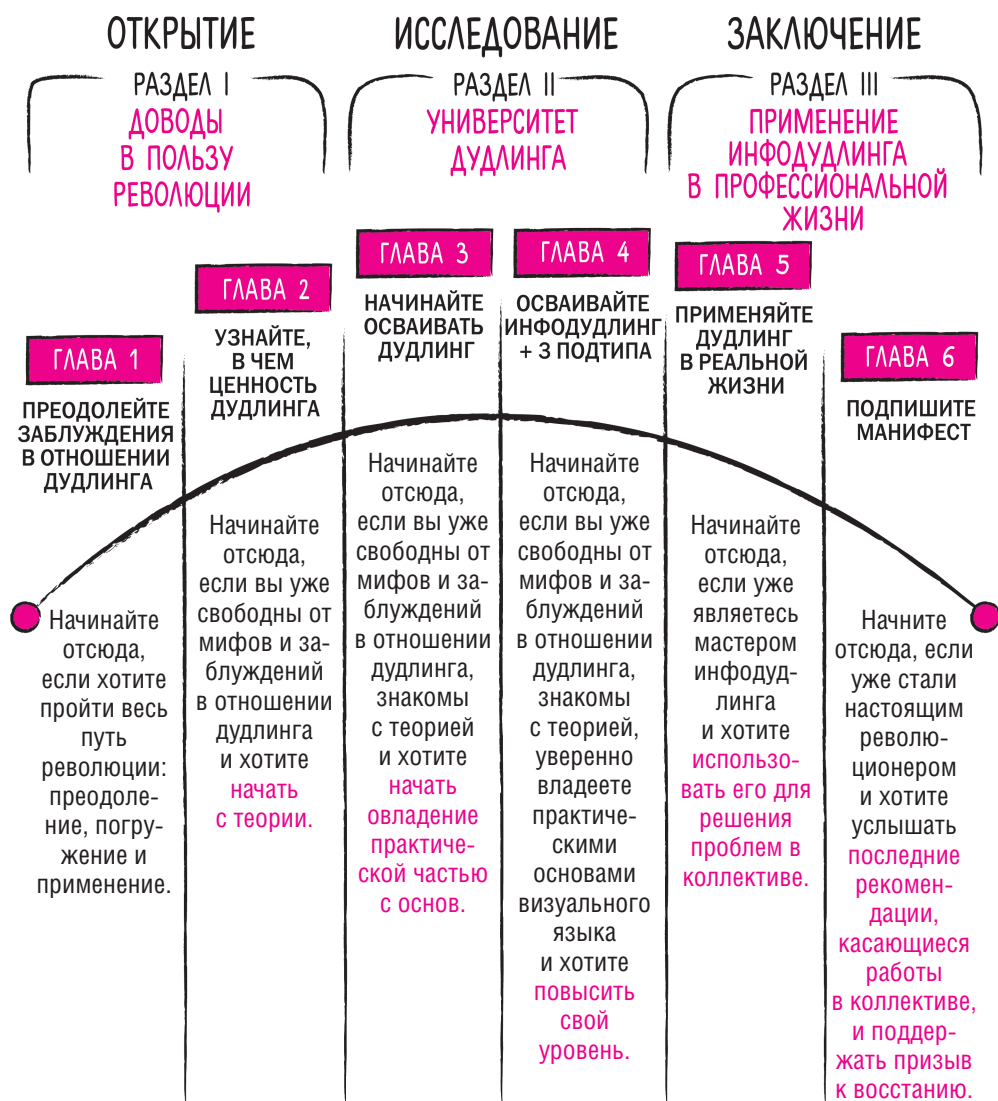 ОТКРЫТИЕ
РАЗДЕЛ I
ДОВОДЫ
В ПОЛЬЗУ
РЕВОЛЮЦИИ
ИССЛЕДОВАНИЕ
РАЗДЕЛ II
УНИВЕРСИТЕТ
ДУДЛИНГА
ЗАКЛЮЧЕНИЕ
РАЗДЕЛ III
ПРИМЕНЕНИЕ
ИНФОДУДЛИНГА
В ПРОФЕССИОНАЛЬНОЙ
ЖИЗНИ
ГЛАВА 1
ПРЕОДОЛЕЙТЕ
ЗАБЛУЖДЕНИЯ
В ОТНОШЕНИИ
ДУДЛИНГА
Начинайте
отсюда,
если хотите
пройти весь
путь
революции:
преодоле-
ние, погру-
жение и
применение.
ГЛАВА 2
УЗНАЙТЕ,
В ЧЕМ
ЦЕННОСТЬ
ДУДЛИНГА
Начинайте
отсюда,
если вы уже
свободны от
мифов и за-
блуждений
в отношении
дудлинга
и хотите
начать
с теории.
ГЛАВА 3
НАЧИНАЙТЕ
ОСВАИВАТЬ
ДУДЛИНГ
Начинайте
отсюда,
если вы уже
свободны от
мифов и за-
блуждений
в отношении
дудлинга,
знакомы
с теорией
и хотите
начать
овладение
практиче-
ской частью
с основ.
ГЛАВА 4
ОСВАИВАЙТЕ
ИНФОДУДЛИНГ
+ 3 ПОДТИПА
Начинайте
отсюда,
если вы уже
свободны от
мифов и за-
блуждений
в отношении
дудлинга,
знакомы
с теорией,
уверенно
владеете
практиче-
скими
основами
визуального
языка
и хотите
повысить
свой
уровень.
ГЛАВА 5
ПРИМЕНЯЙТЕ
ДУДЛИНГ
В РЕАЛЬНОЙ
ЖИЗНИ
Начинайте
отсюда,
если уже
являетесь
мастером
инфодуд-
линга
и хотите
использо-
вать его для
решения
проблем в
коллективе.
ГЛАВА 6
ПОДПИШИТЕ
МАНИФЕСТ
Начните
отсюда, если
уже стали
настоящим
револю-
ционером
и хотите
услышать
последние
рекомен-
дации,
касающиеся
работы
в коллективе,
и поддер-
жать призыв
к восстанию.